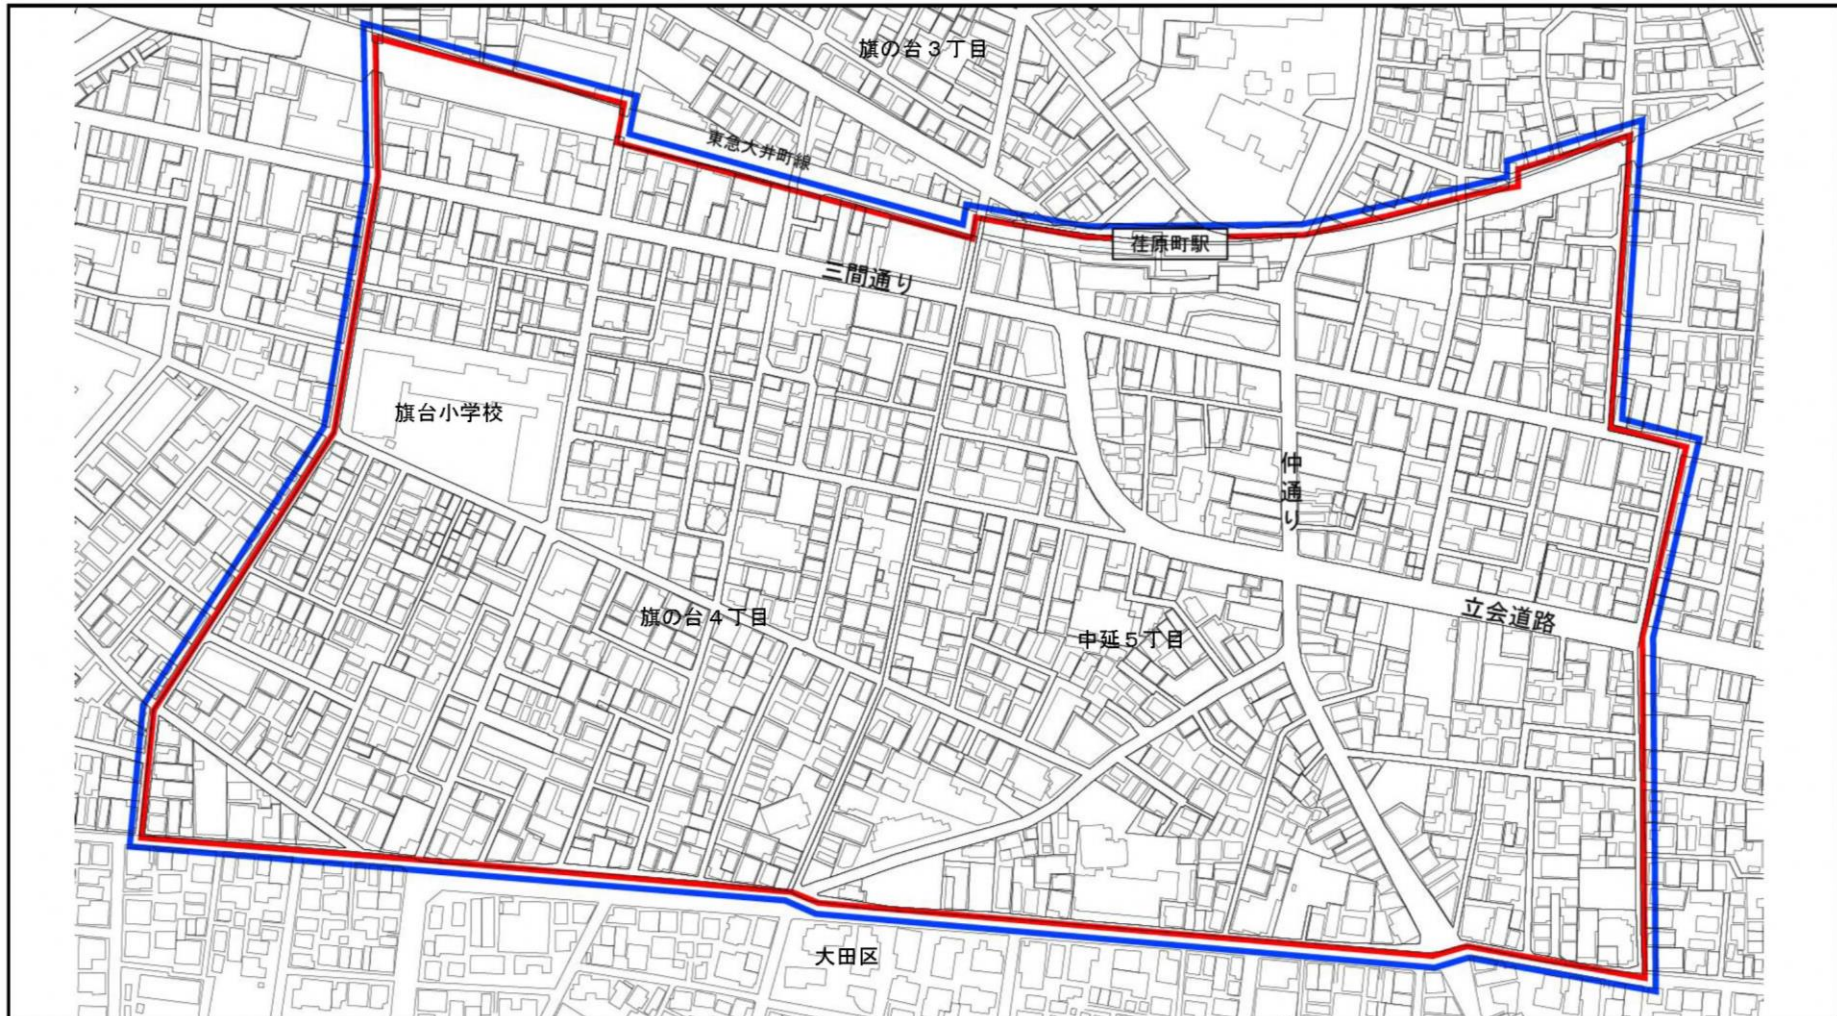 旗の台３丁目
東急大井町線
荏原町駅
三間通り
旗台小学校
仲通り
旗の台４丁目
中延５丁目
立会道路
大田区